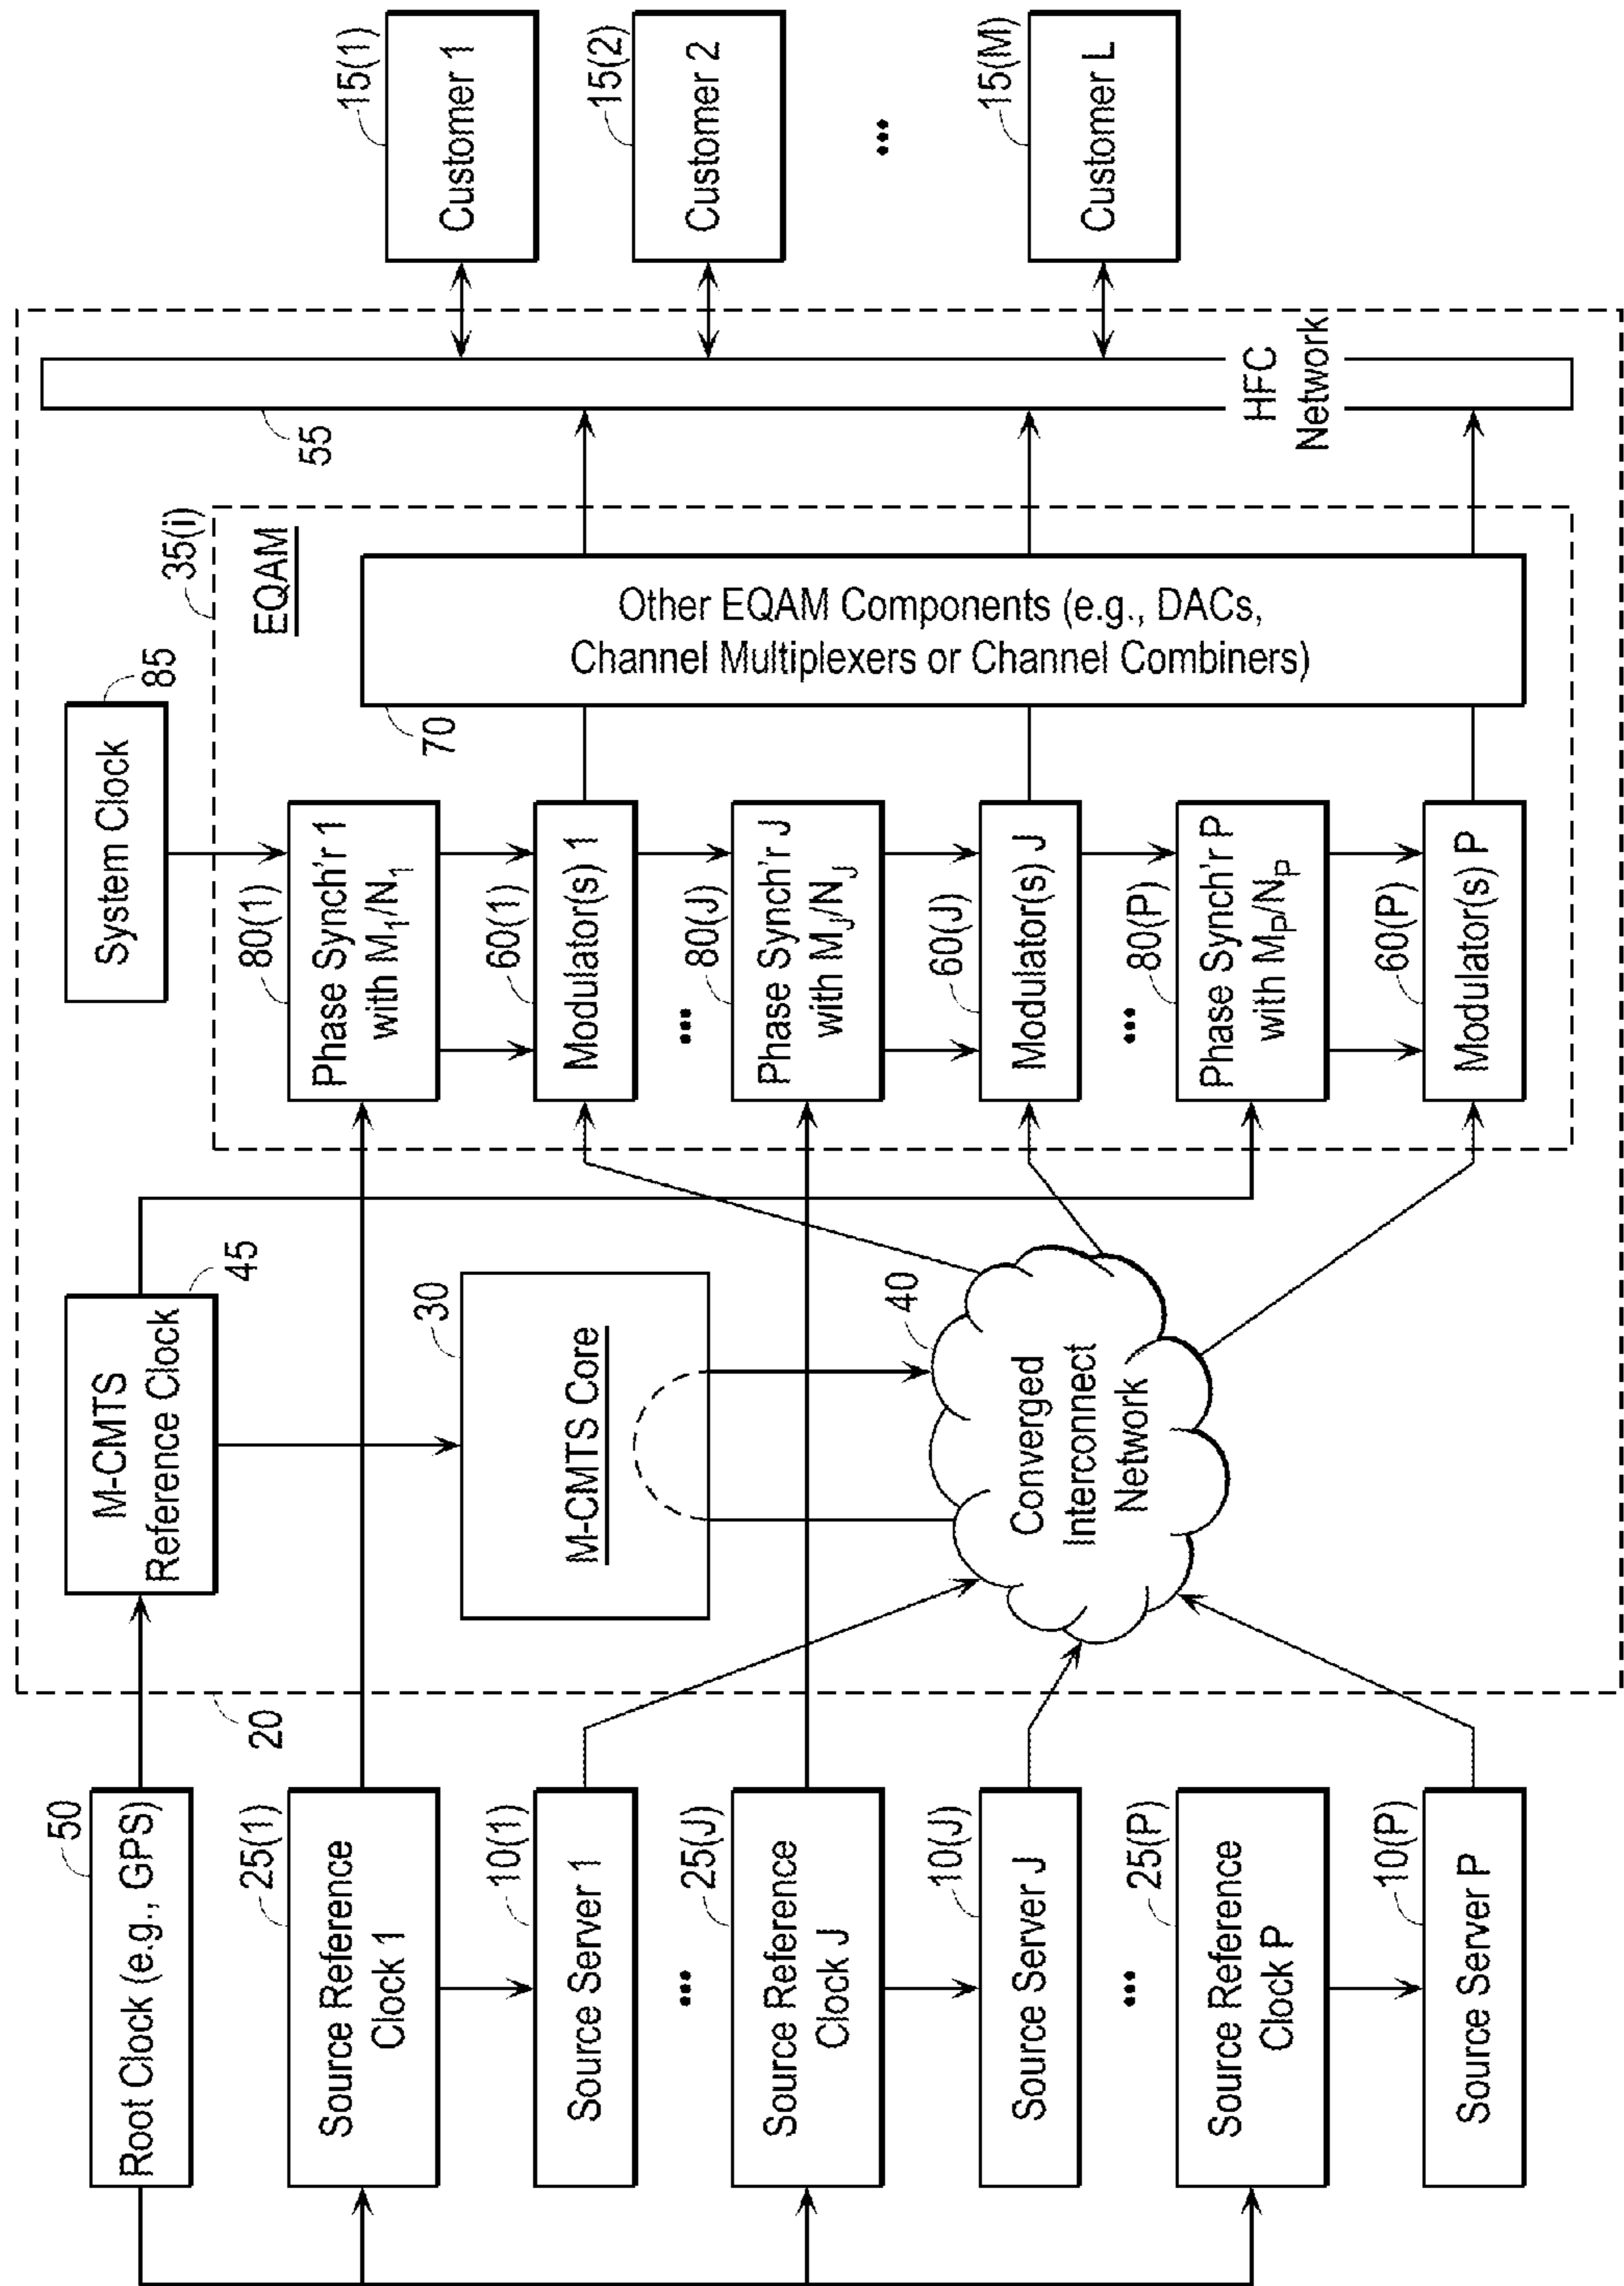 Root Clock (e.g., GPS)
50
Source Reference
Clock 1
25(1)
Source Server 1
10(1)
...
Source Reference
Clock J
25(J)
Source Server J
10(J)
...
Source Reference
Clock P
25(P)
Source Server P
10(P)
20
M-CMTS
Reference Clock
45
M-CMTS Core
30
Converged
Interconnect
Network
40
System Clock
85
35(i)
EQAM
Phase Synch'r 1
with M1/N1
80(1)
Modulator(s) 1
60(1)
...
Phase Synch'r J
with MJ/NJ
80(J)
Modulator(s) J
60(J)
...
Phase Synch'r P
with MP/NP
80(P)
Modulator(s) P
60(P)
Other EQAM Components (e.g., DACs,
Channel Multiplexers or Channel Combiners)
70
55
HFC
Network
Customer 1
15(1)
Customer 2
15(2)
...
Customer L
15(M)